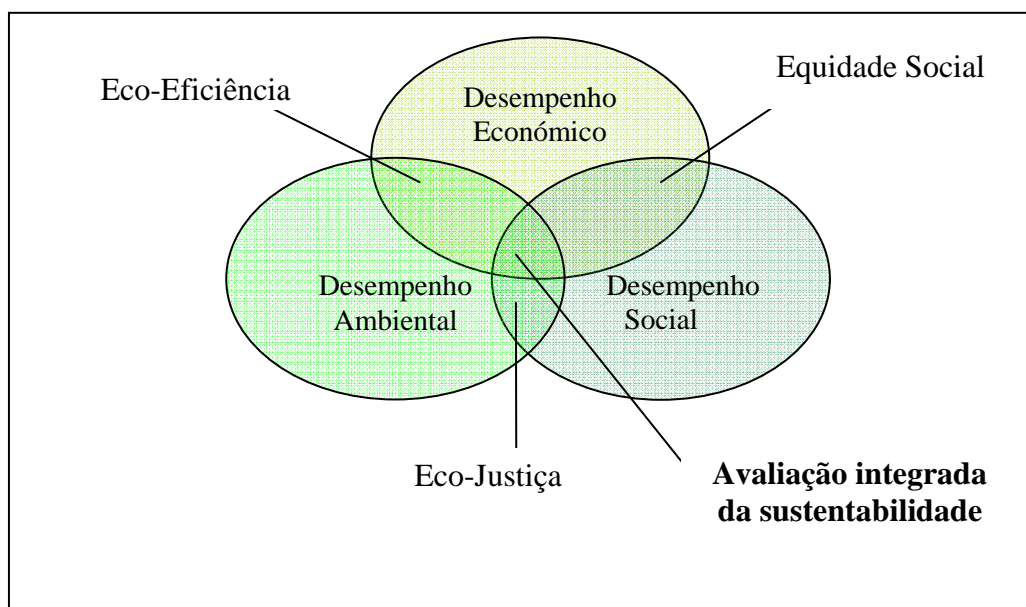 Equidade Social
Eco-Eficiência
Desempenho
Económico
Desempenho
Ambiental
Desempenho
Social
Eco-Justiça
Avaliação integrada
da sustentabilidade